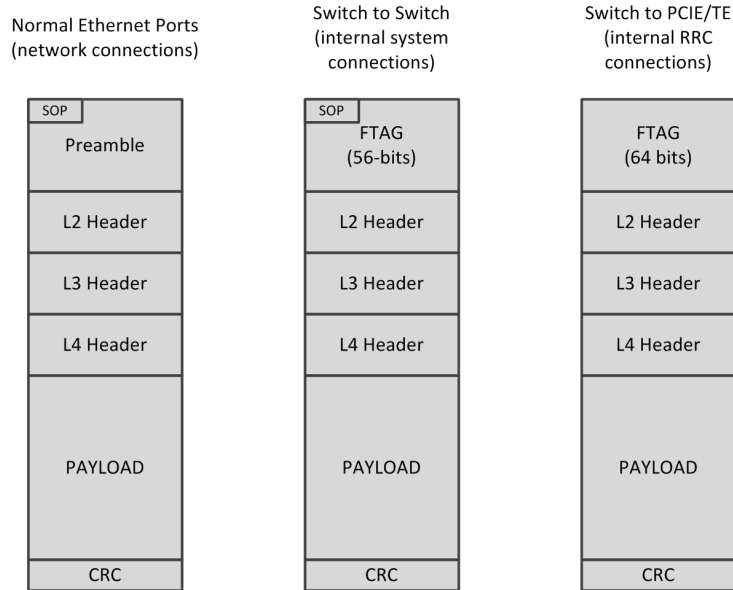 Normal Ethernet Ports
(network connections)
SOP
Preamble
L2 Header
L3 Header
L4 Header
PAYLOAD
CRC
Switch to Switch
(internal system
connections)
SOP
FTAG
(56-bits)
L2 Header
L3 Header
L4 Header
PAYLOAD
CRC
Switch to PCIE/TE
(internal RRC
connections)
FTAG
(64 bits)
L2 Header
L3 Header
L4 Header
PAYLOAD
CRC